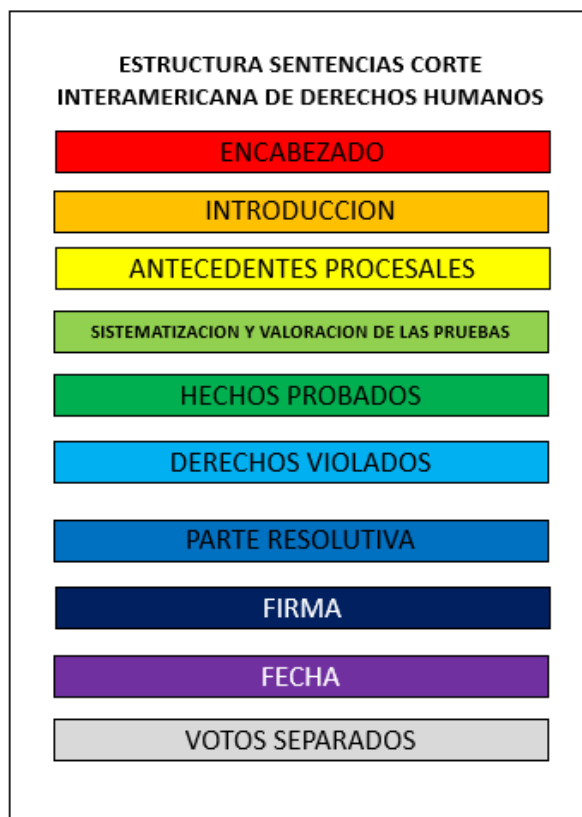 ESTRUCTURA SENTENCIAS CORTE
INTERAMERICANA DE DERECHOS HUMANOS
ENCABEZADO
INTRODUCCION
ANTECEDENTES PROCESALES
SISTEMATIZACION Y VALORACION DE LAS PRUEBAS
HECHOS PROBADOS
DERECHOS VIOLADOS
PARTE RESOLUTIVA
FIRMA
FECHA
VOTOS SEPARADOS